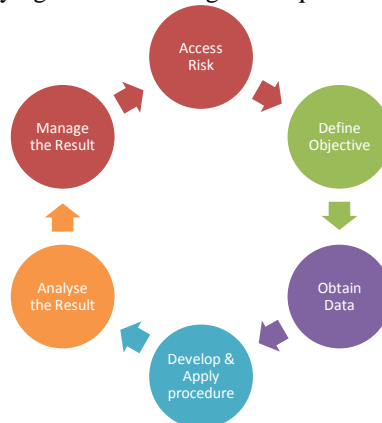 Access
Risk
Define
Objective
Obtain
Data
Develop &
Apply
procedure
Analyse
the Result
Manage
the Result